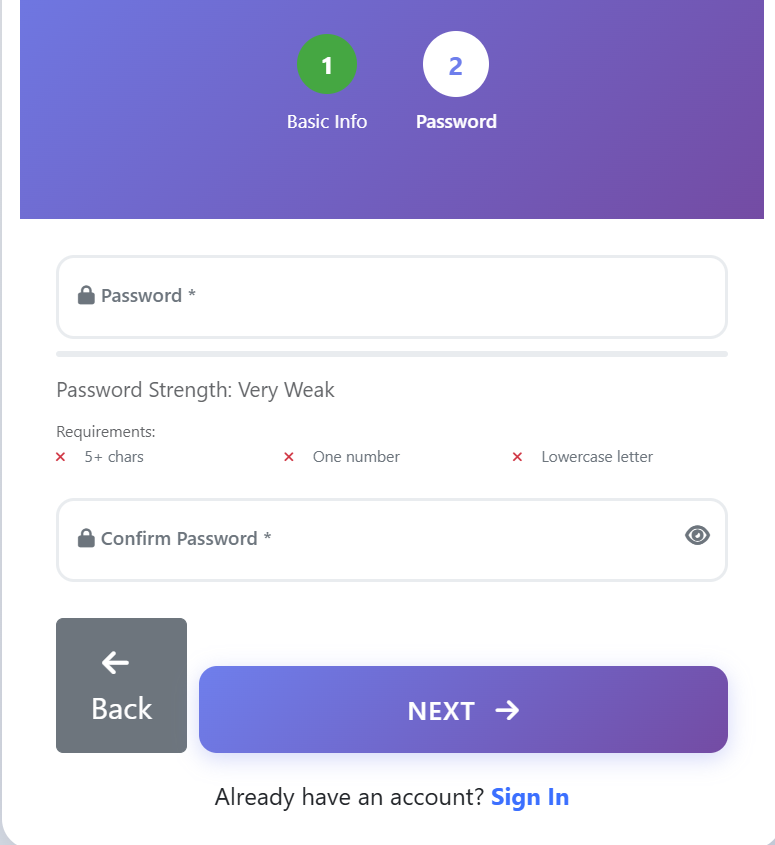 1 2
Basic Info Password
Password *
Password Strength: Very Weak
Requirements:
5+ chars One number Lowercase letter
Confirm Password *
Back
NEXT
Already have an account? Sign In